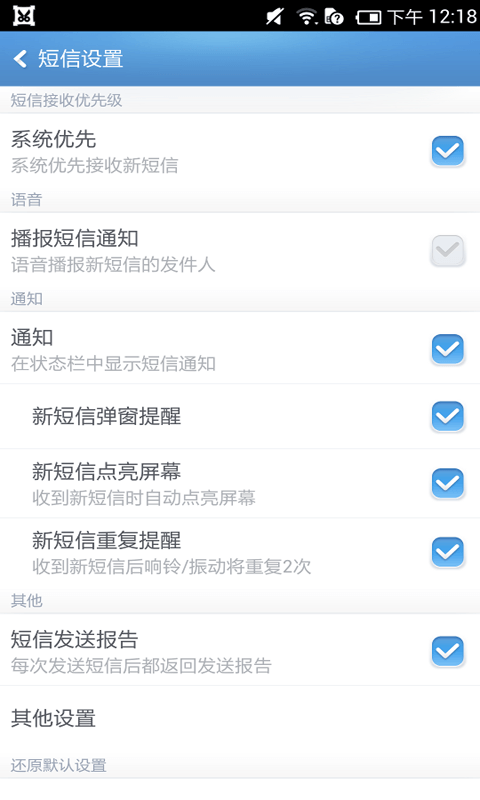 下午 12:18
短信设置
短信接收优先级
系统优先
系统优先接收新短信
语音
播报短信通知
语音播报新短信的发件人
通知
通知
在状态栏中显示短信通知
新短信弹窗提醒
新短信点亮屏幕
收到新短信时自动点亮屏幕
新短信重复提醒
收到新短信后响铃/振动将重复2次
其他
短信发送报告
每次发送短信后都返回发送报告
其他设置
还原默认设置